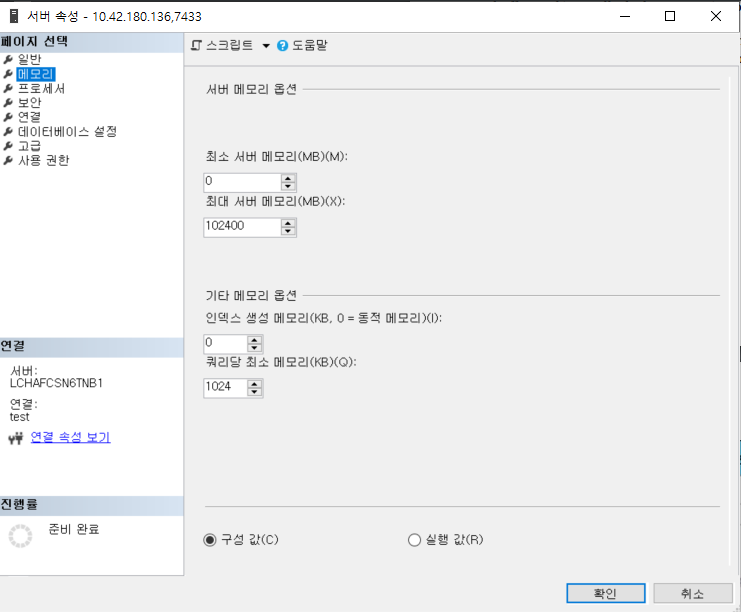 서버 속성 - 10.42.180.136,7433
페이지 선택
일반
메모리
프로세서
보안
연결
데이터베이스 설정
고급
사용 권한
연결
서버:
LCHAFCSN6TNB1
연결:
test
연결 속성 보기
진행률
준비 완료
스크립트
도움말
서버 메모리 옵션
최소 서버 메모리(MB)(M):
0
최대 서버 메모리(MB)(X):
102400
기타 메모리 옵션
인덱스 생성 메모리(KB, 0 = 동적 메모리)(I):
0
쿼리당 최소 메모리(KB)(Q):
1024
구성 값(C)
실행 값(R)
확인
취소